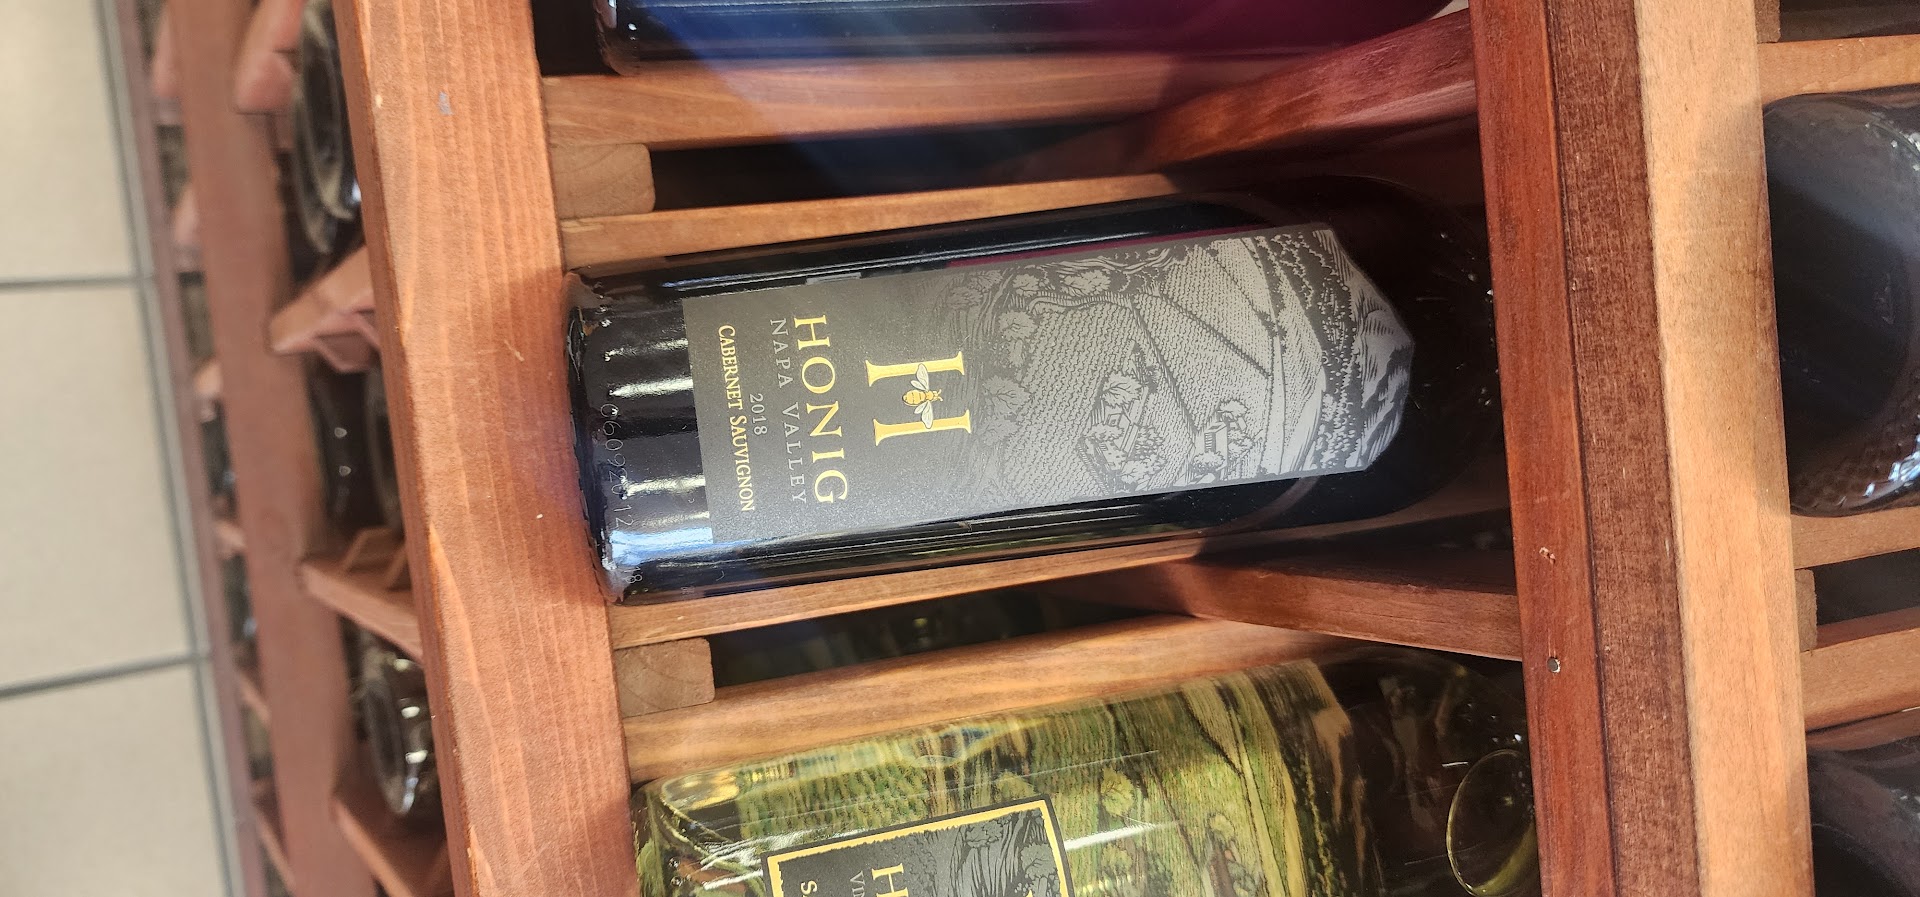 H
HONIG
NAPA VALLEY
2018
CABERNET SAUVIGNON